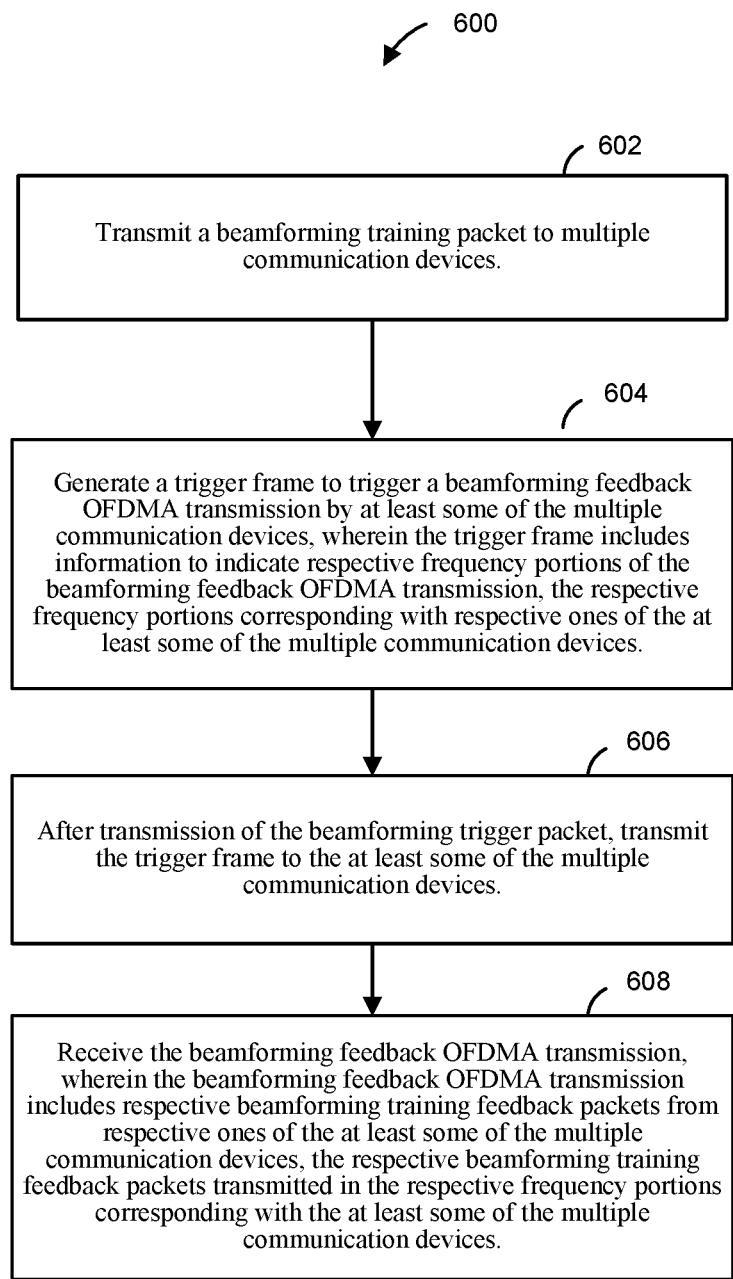 600
602
Transmit a beamforming training packet to multiple
communication devices.
604
Generate a trigger frame to trigger a beamforming feedback
OFDMA transmission by at least some of the multiple
communication devices, wherein the trigger frame includes
information to indicate respective frequency portions of the
beamforming feedback OFDMA transmission, the respective
frequency portions corresponding with respective ones of the at
least some of the multiple communication devices.
606
After transmission of the beamforming trigger packet, transmit
the trigger frame to the at least some of the multiple
communication devices.
608
Receive the beamforming feedback OFDMA transmission,
wherein the beamforming feedback OFDMA transmission
includes respective beamforming training feedback packets from
respective ones of the at least some of the multiple
communication devices, the respective beamforming training
feedback packets transmitted in the respective frequency portions
corresponding with the at least some of the multiple
communication devices.